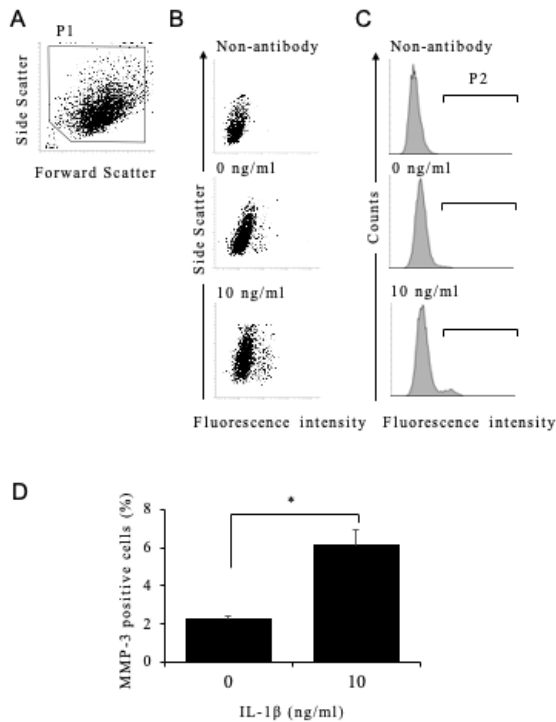 A
P1
Side Scatter
Forward Scatter
B
Non-antibody
0 ng/ml
10 ng/ml
Side Scatter
Fluorescence intensity
C
Non-antibody
P2
0 ng/ml
10 ng/ml
Counts
Fluorescence intensity
D
MMP-3 positive cells (%)
8
6
4
2
0
*
0 10
IL-1β (ng/ml)